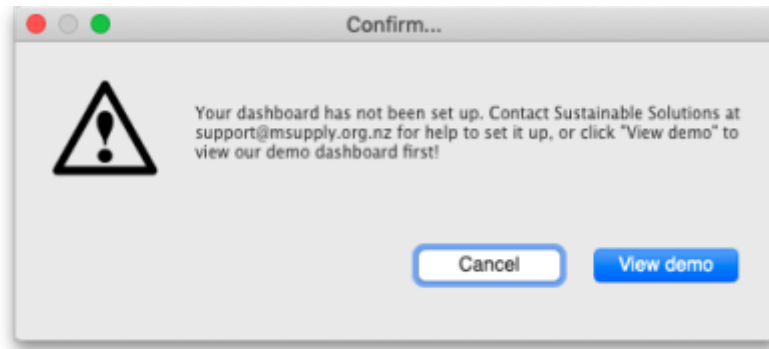 Confirm...
Your dashboard has not been set up. Contact Sustainable Solutions at
support@msupply.org.nz for help to set it up, or click "View demo" to
view our demo dashboard first!
Cancel
View demo